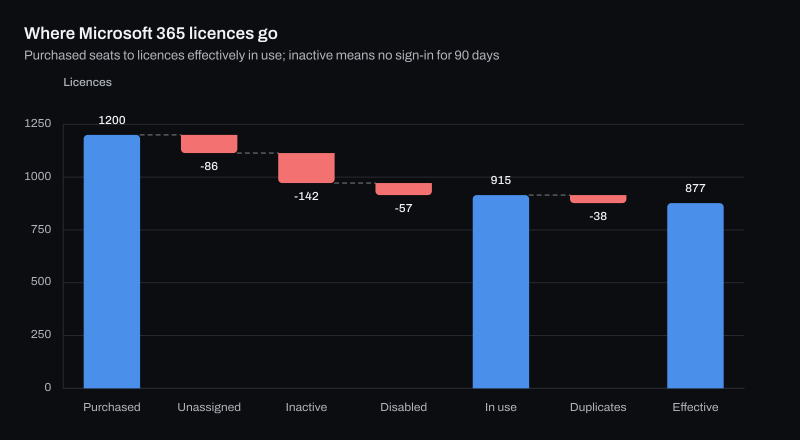 Where Microsoft 365 licences go
Purchased seats to licences effectively in use; inactive means no sign-in for 90 days
Licences
1250
1000
750
500
250
0
1200
-86
-142
-57
915
-38
877
Purchased
Unassigned
Inactive
Disabled
In use
Duplicates
Effective